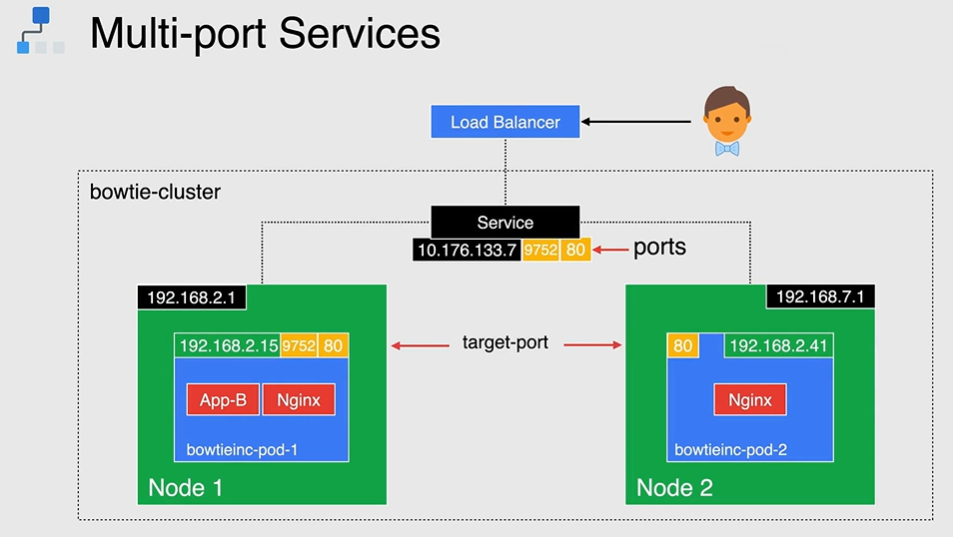 Multi-port Services
Load Balancer
bowtie-cluster
Service
10.176.133.7 9752 80 ports
192.168.2.1
192.168.7.1
192.168.2.15 9752 80
target-port
80 192.168.2.41
App-B Nginx
Nginx
bowtieinc-pod-1
bowtieinc-pod-2
Node 1
Node 2